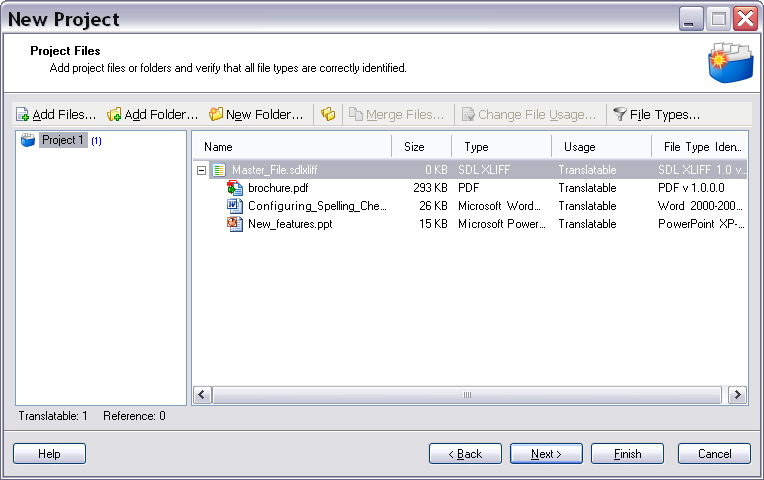 New Project
Project Files
Add project files or folders and verify that all file types are correctly identified.
Add Files... Add Folder... New Folder... Merge Files... Change File Usage... File Types...
Project 1 (1)
Name Size Type Usage File Type Iden...
Master_File.sdlxliff 0 KB SDL XLIFF Translatable SDL XLIFF 1.0 v...
brochure.pdf 293 KB PDF Translatable PDF v 1.0.0.0
Configuring_Spelling_Che... 26 KB Microsoft Word... Translatable Word 2000-200...
New_features.ppt 15 KB Microsoft Power... Translatable PowerPoint XP-...
Translatable: 1 Reference: 0
Help < Back Next > Finish Cancel